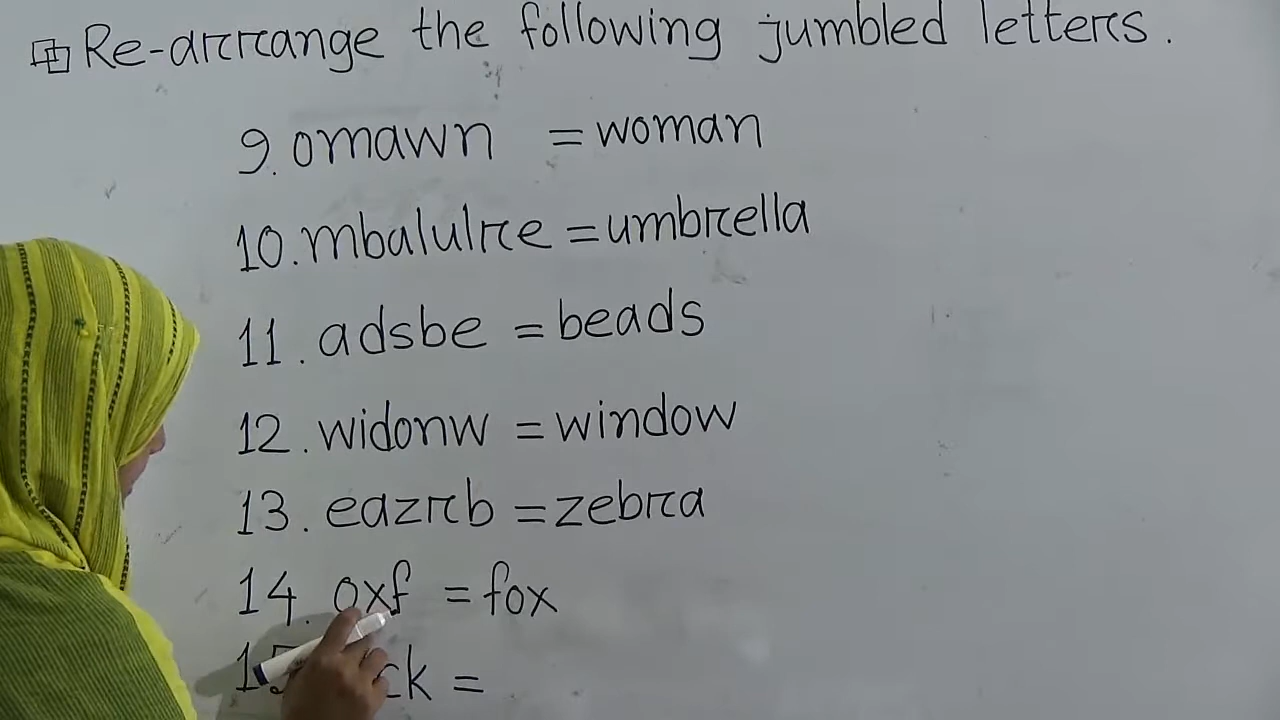 Re-arrange the following jumbled letters.
9. omawn = woman
10. mbalulre = umbrella
11. adsbe = beads
12. widonw = window
13. eazrb = zebra
14. oxf = fox
15 ck =